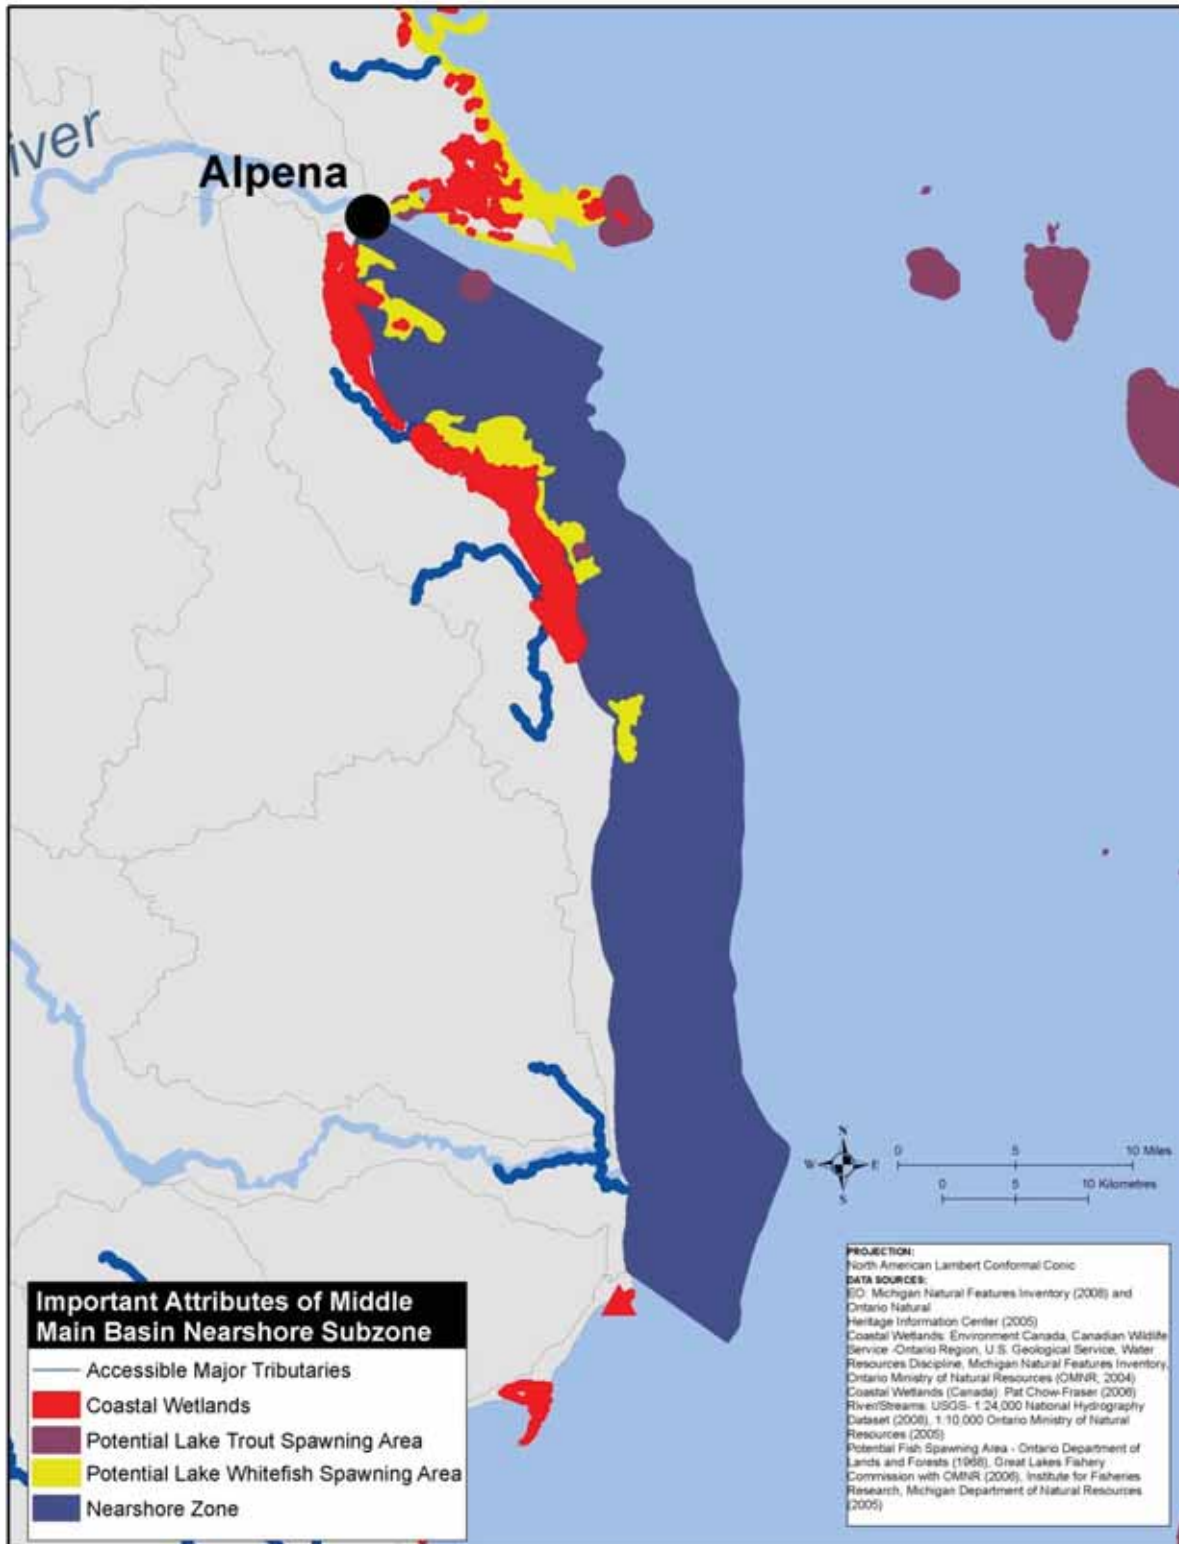 iver
Alpena
N
W E
S
0 5 10 Miles
0 5 10 Kilometres
PROJECTION:
North American Lambert Conformal Conic
DATA SOURCES:
EO: Michigan Natural Features Inventory (2008) and
Ontario Natural
Heritage Information Center (2005)
Coastal Wetlands: Environment Canada, Canadian Wildlife
Service -Ontario Region, U.S. Geological Service, Water
Resources Discipline, Michigan Natural Features Inventory,
Ontario Ministry of Natural Resources (OMNR, 2004)
Coastal Wetlands (Canada): Pat Chow-Fraser (2006)
River/Streams: USGS- 1:24,000 National Hydrography
Dataset (2008), 1:10,000 Ontario Ministry of Natural
Resources (2005)
Potential Fish Spawning Area - Ontario Department of
Lands and Forests (1968), Great Lakes Fishery
Commission with OMNR (2006), Institute for Fisheries
Research, Michigan Department of Natural Resources
(2005)
Important Attributes of Middle
Main Basin Nearshore Subzone
Accessible Major Tributaries
Coastal Wetlands
Potential Lake Trout Spawning Area
Potential Lake Whitefish Spawning Area
Nearshore Zone